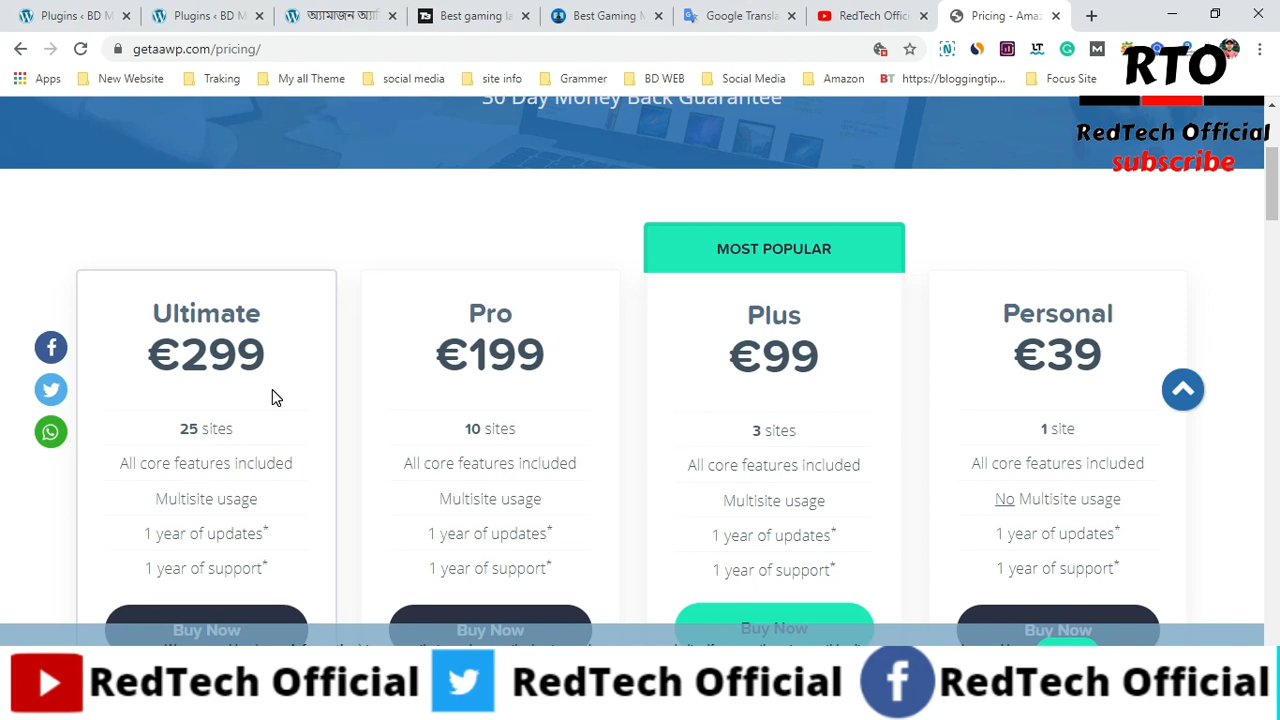 Plugins ‹ BD M
Plugins ‹ BD M
অ্যামাজন অ্যাফি
Best gaming la
Best Gaming M
Google Transla
RedTech Offici
Pricing - Amaz
getaawp.com/pricing/
Apps
New Website
Traking
My all Theme
social media
site info
Grammer
BD WEB
Social Media
Amazon
BT https://bloggingtip...
Focus Site
RTO
RedTech Official
subscribe
30 Day Money Back Guarantee
MOST POPULAR
Ultimate
€299
25 sites
All core features included
Multisite usage
1 year of updates*
1 year of support*
Buy Now
Pro
€199
10 sites
All core features included
Multisite usage
1 year of updates*
1 year of support*
Buy Now
Plus
€99
3 sites
All core features included
Multisite usage
1 year of updates*
1 year of support*
Buy Now
Personal
€39
1 site
All core features included
No Multisite usage
1 year of updates*
1 year of support*
Buy Now
RedTech Official
RedTech Official
RedTech Official